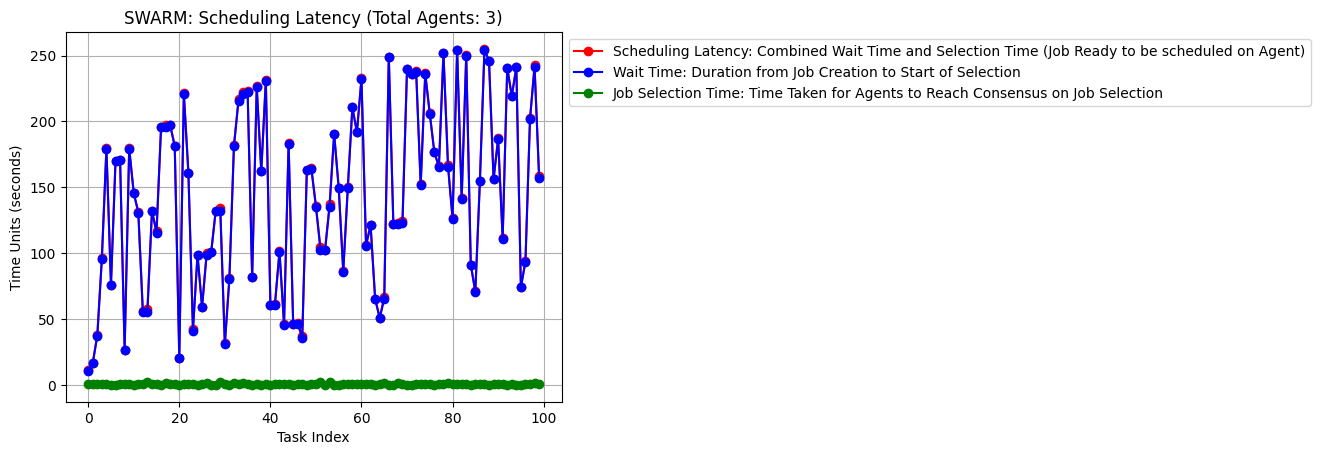 SWARM: Scheduling Latency (Total Agents: 3)
Scheduling Latency: Combined Wait Time and Selection Time (Job Ready to be scheduled on Agent)
Wait Time: Duration from Job Creation to Start of Selection
Job Selection Time: Time Taken for Agents to Reach Consensus on Job Selection
Time Units (seconds)
250
200
150
100
50
0
0 20 40 60 80 100
Task Index